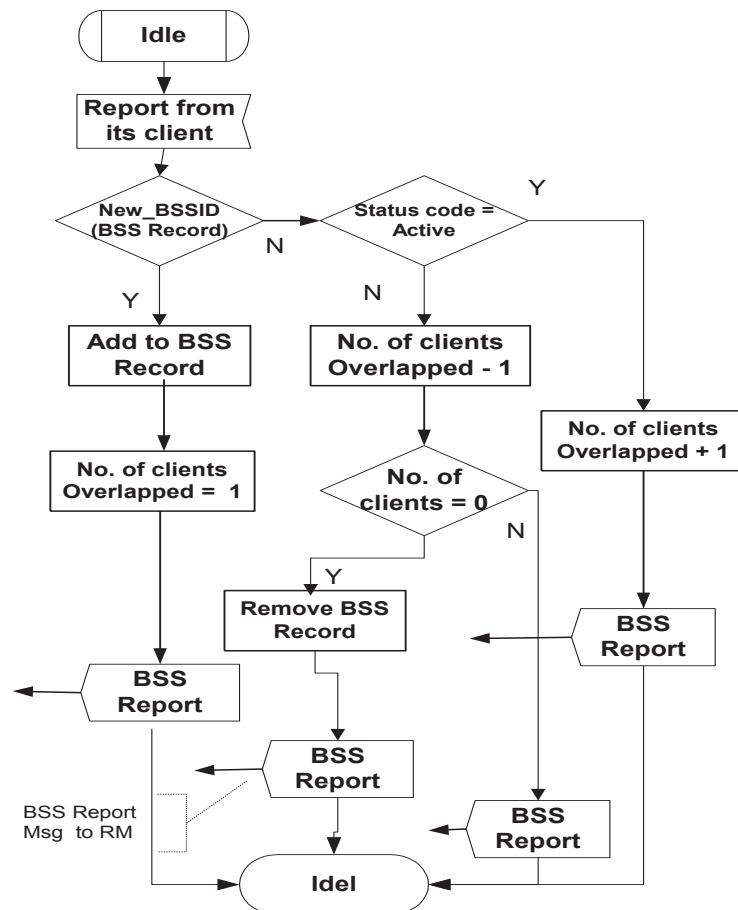 Idle
Report from
its client
New_BSSID
(BSS Record)
N
Status code =
Active
Y
Y
N
Add to BSS
Record
No. of clients
Overlapped - 1
No. of clients
Overlapped = 1
No. of
clients = 0
No. of clients
Overlapped + 1
N
Y
Remove BSS
Record
BSS
Report
BSS
Report
BSS
Report
BSS Report
Msg to RM
BSS
Report
Idel